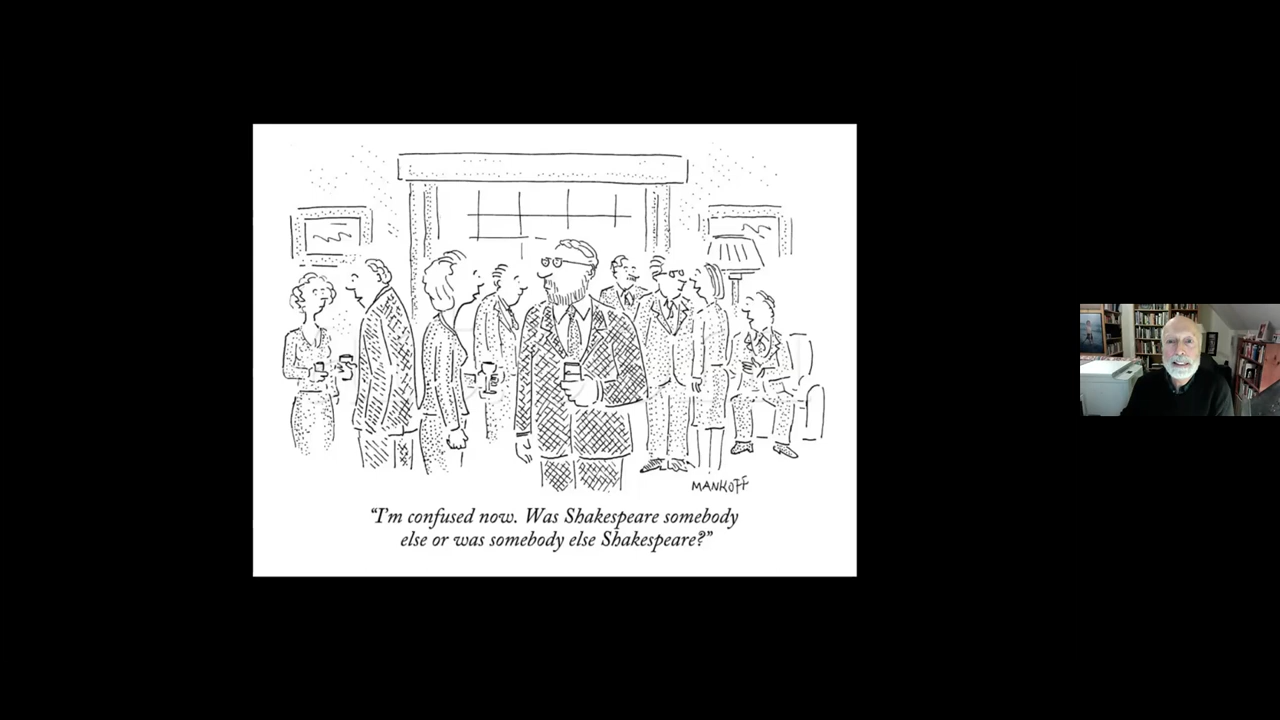 MANKOFF
“I'm confused now. Was Shakespeare somebody
else or was somebody else Shakespeare?”